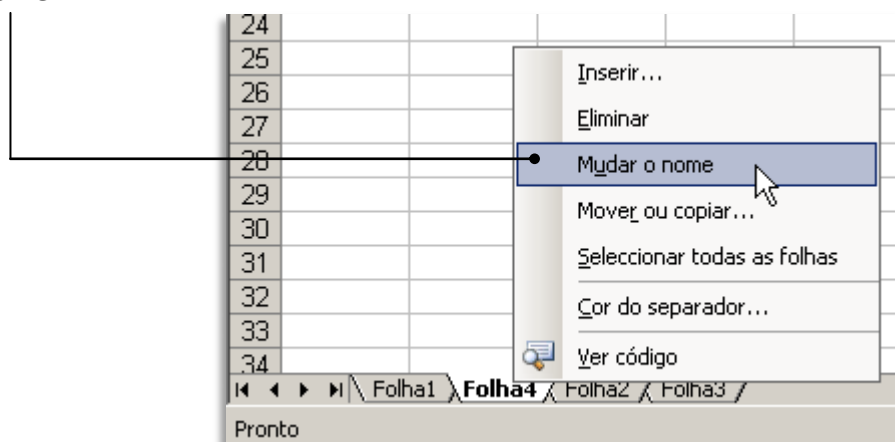 24
25
26
27
28
29
30
31
32
33
34
Inserir...
Eliminar
Mudar o nome
Mover ou copiar...
Seleccionar todas as folhas
Cor do separador...
Ver código
Folha1 Folha4 Folha2 Folha3
Pronto